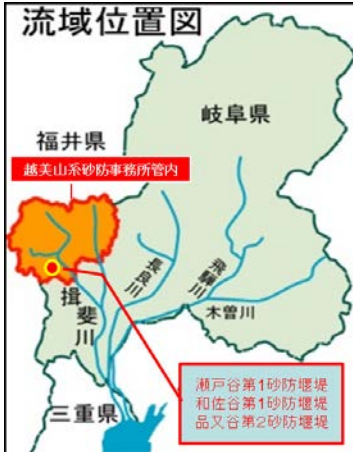 流域位置図
岐阜県
福井県
越美山系砂防事務所管内
長良川
飛騨川
木曽川
揖斐川
瀬戸谷第1砂防堰堤
和佐谷第1砂防堰堤
品又谷第2砂防堰堤
三重県